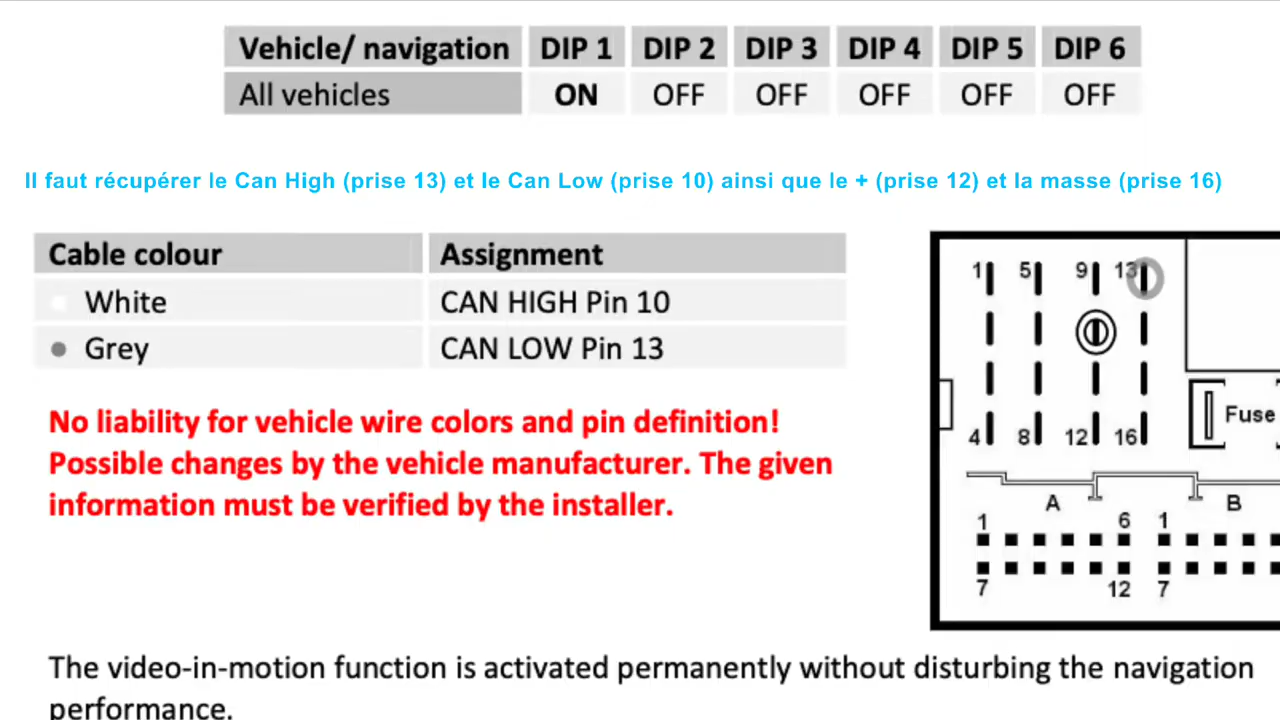 Vehicle/ navigation DIP 1 DIP 2 DIP 3 DIP 4 DIP 5 DIP 6
All vehicles ON OFF OFF OFF OFF OFF
Il faut récupérer le Can High (prise 13) et le Can Low (prise 10) ainsi que le + (prise 12) et la masse (prise 16)
Cable colour Assignment
White CAN HIGH Pin 10
Grey CAN LOW Pin 13
No liability for vehicle wire colors and pin definition!
Possible changes by the vehicle manufacturer. The given
information must be verified by the installer.
1 5 9 13
Fuse
4 8 12 16
A B
1 6 1
7 12 7
The video-in-motion function is activated permanently without disturbing the navigation
performance.